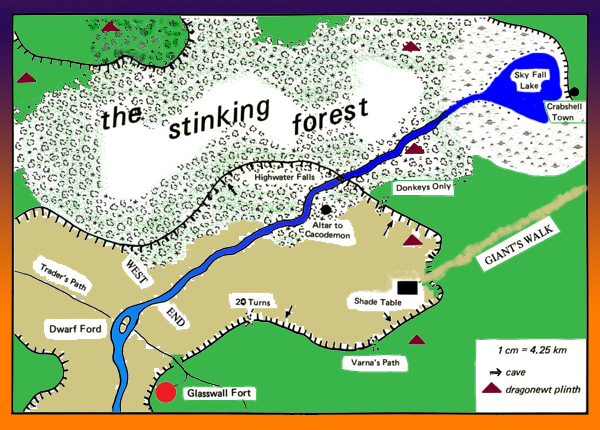 the stinking forest
Sky Fall
Lake
Crabshell
Town
Highwater Falls
Donkeys Only
Altar to
Cacodemon
GIANT'S WALK
WEST
END
Trader's Path
20 Turns
Shade Table
Dwarf Ford
Varna's Path
Glasswall Fort
1 cm = 4.25 km
cave
dragonewt plinth